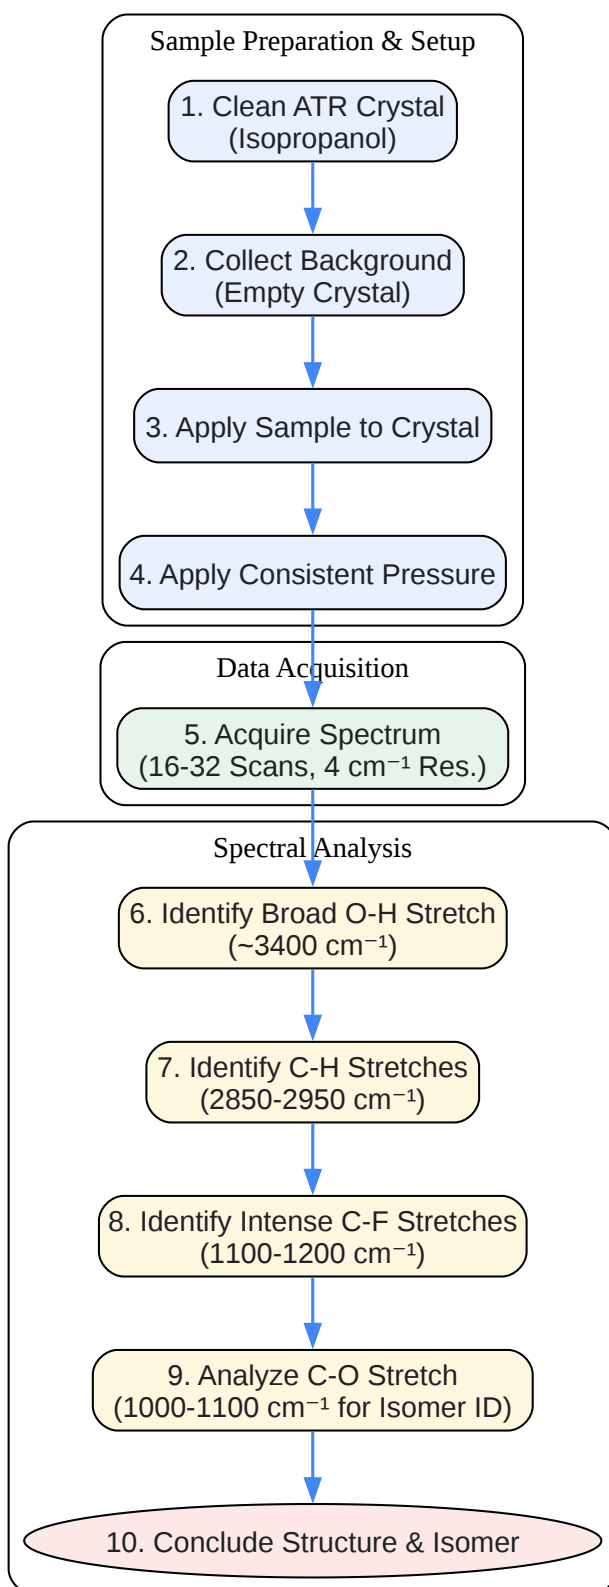 Sample Preparation & Setup
1. Clean ATR Crystal
(Isopropanol)
2. Collect Background
(Empty Crystal)
3. Apply Sample to Crystal
4. Apply Consistent Pressure
Data Acquisition
5. Acquire Spectrum
(16-32 Scans, 4 cm⁻¹ Res.)
Spectral Analysis
6. Identify Broad O-H Stretch
(~3400 cm⁻¹)
7. Identify C-H Stretches
(2850-2950 cm⁻¹)
8. Identify Intense C-F Stretches
(1100-1200 cm⁻¹)
9. Analyze C-O Stretch
(1000-1100 cm⁻¹ for Isomer ID)
10. Conclude Structure & Isomer